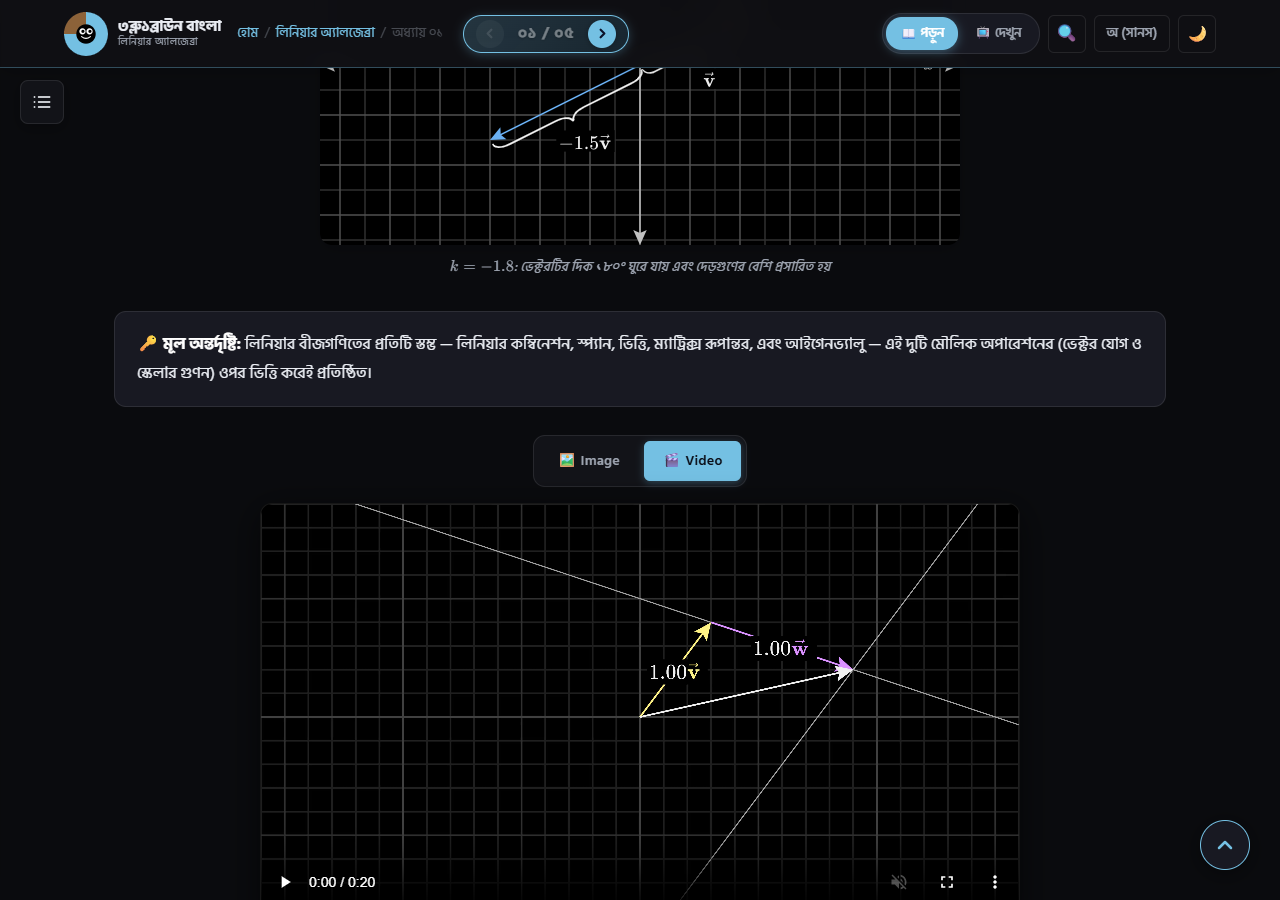 ৩ব্লু১ব্রাউন বাংলা
লিনিয়ার অ্যালজেব্রা
হোম / লিনিয়ার অ্যালজেব্রা / অধ্যায় ০১
০১ / ০৫
পড়ুন
দেখুন
অ (সানস)
v⃗
−1.5v⃗
k = −1.8: ভেক্টরটির দিক ১৮০° ঘুরে যায় এবং দেড়গুণের বেশি প্রসারিত হয়
🔑 মূল অন্তর্দৃষ্টি: লিনিয়ার বীজগণিতের প্রতিটি স্তম্ভ — লিনিয়ার কম্বিনেশন, স্প্যান, ভিত্তি, ম্যাট্রিক্স রূপান্তর, এবং আইগেনভ্যালু — এই দুটি মৌলিক অপারেশনের (ভেক্টর যোগ ও
স্কেলার গুণন) ওপর ভিত্তি করেই প্রতিষ্ঠিত।
Image
Video
1.00w⃗
1.00v⃗
0:00 / 0:20